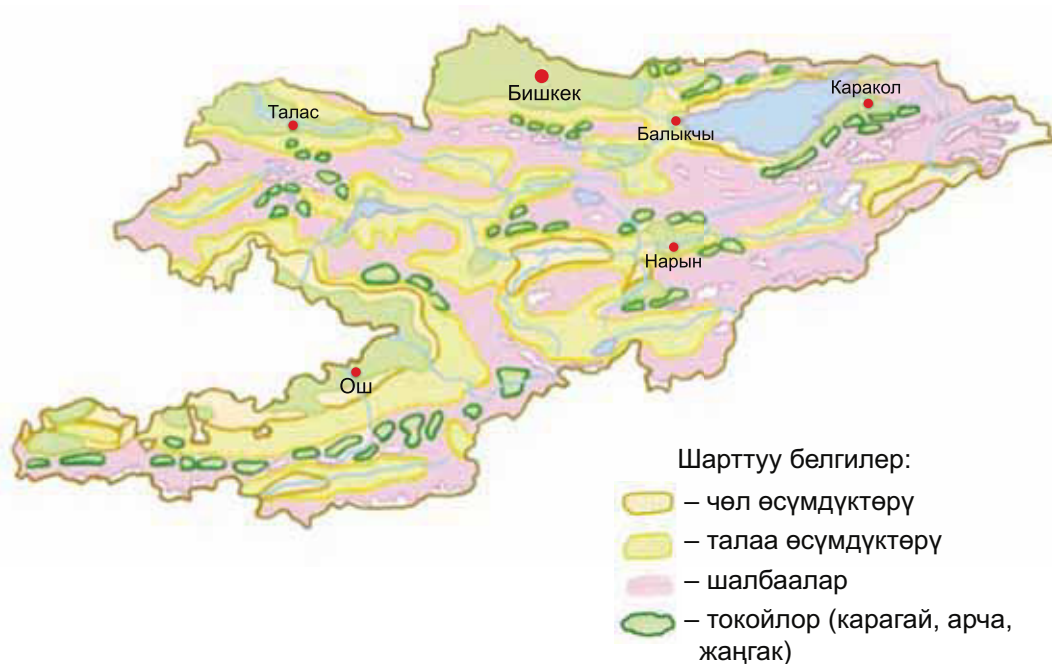 Бишкек
Каракол
Талас
Балыкчы
Нарын
Ош
Шарттуу белгилер:
– чөл өсүмдүктөрү
– талаа өсүмдүктөрү
– шалбаалар
– токойлор (карагай, арча,
жаңгак)